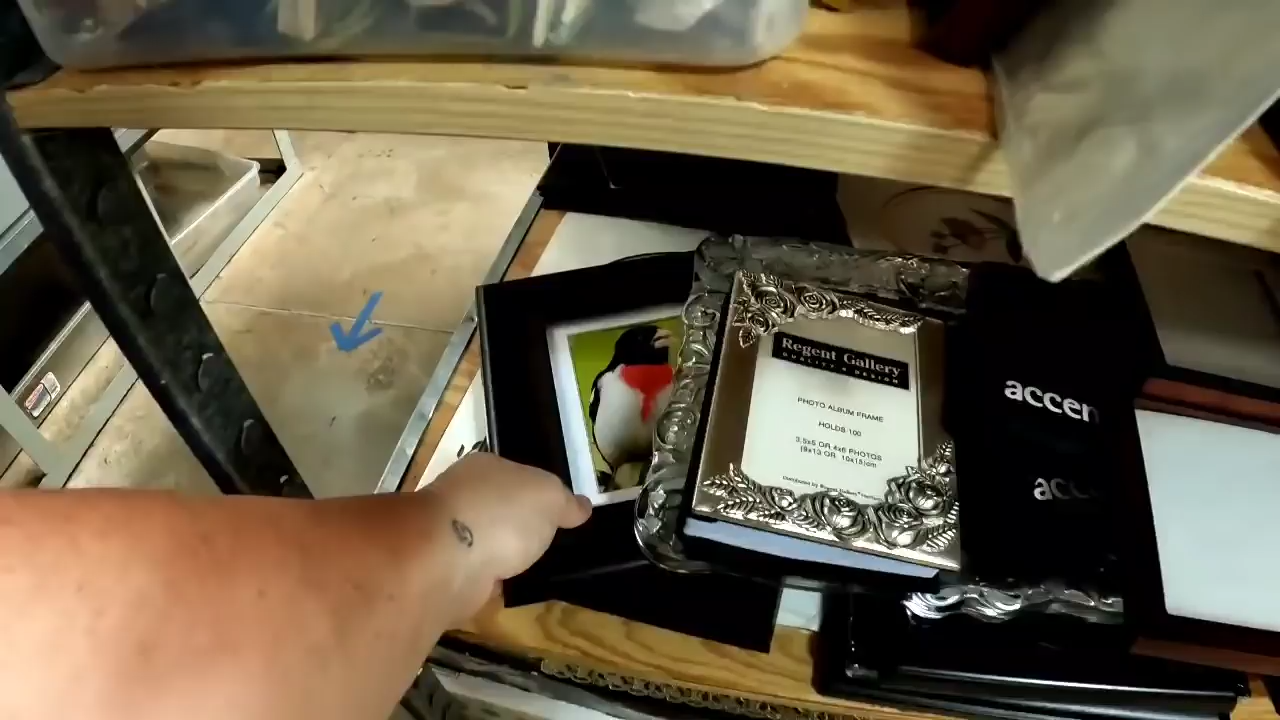 Regent Gallery
QUALITY & DESIGN
PHOTO ALBUM FRAME
HOLDS 100
3.5x5 OR 4x6 PHOTOS
(9x13 OR 10x15)cm
accen
acc